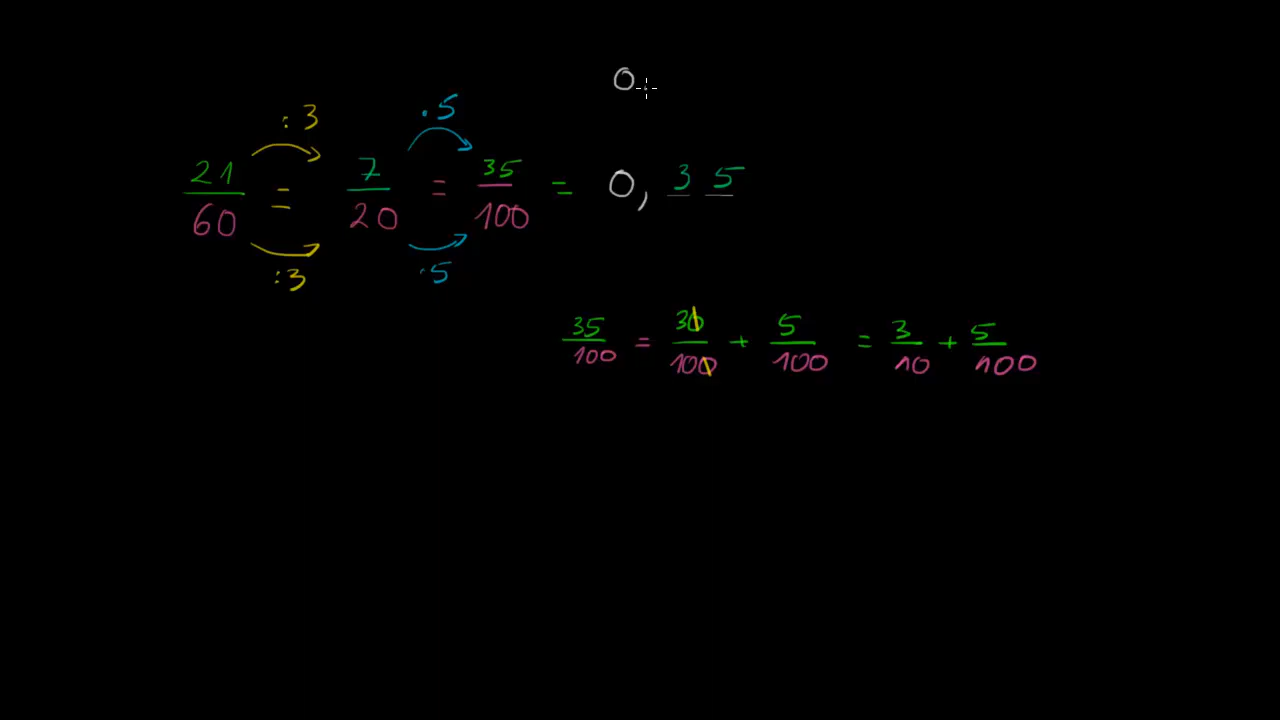 0
:3 ·5
21/60 = 7/20 = 35/100 = 0,35
:3 ·5
35/100 = 30/100 + 5/100 = 3/10 + 5/100